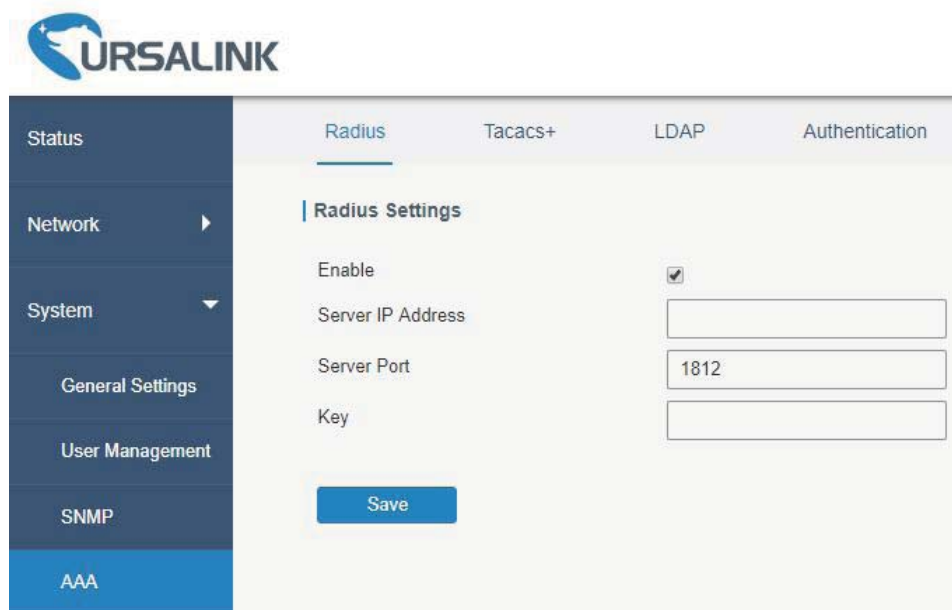 URSALINK
Status
Network
System
General Settings
User Management
SNMP
AAA
Radius Tacacs+ LDAP Authentication
Radius Settings
Enable
Server IP Address
Server Port 1812
Key
Save